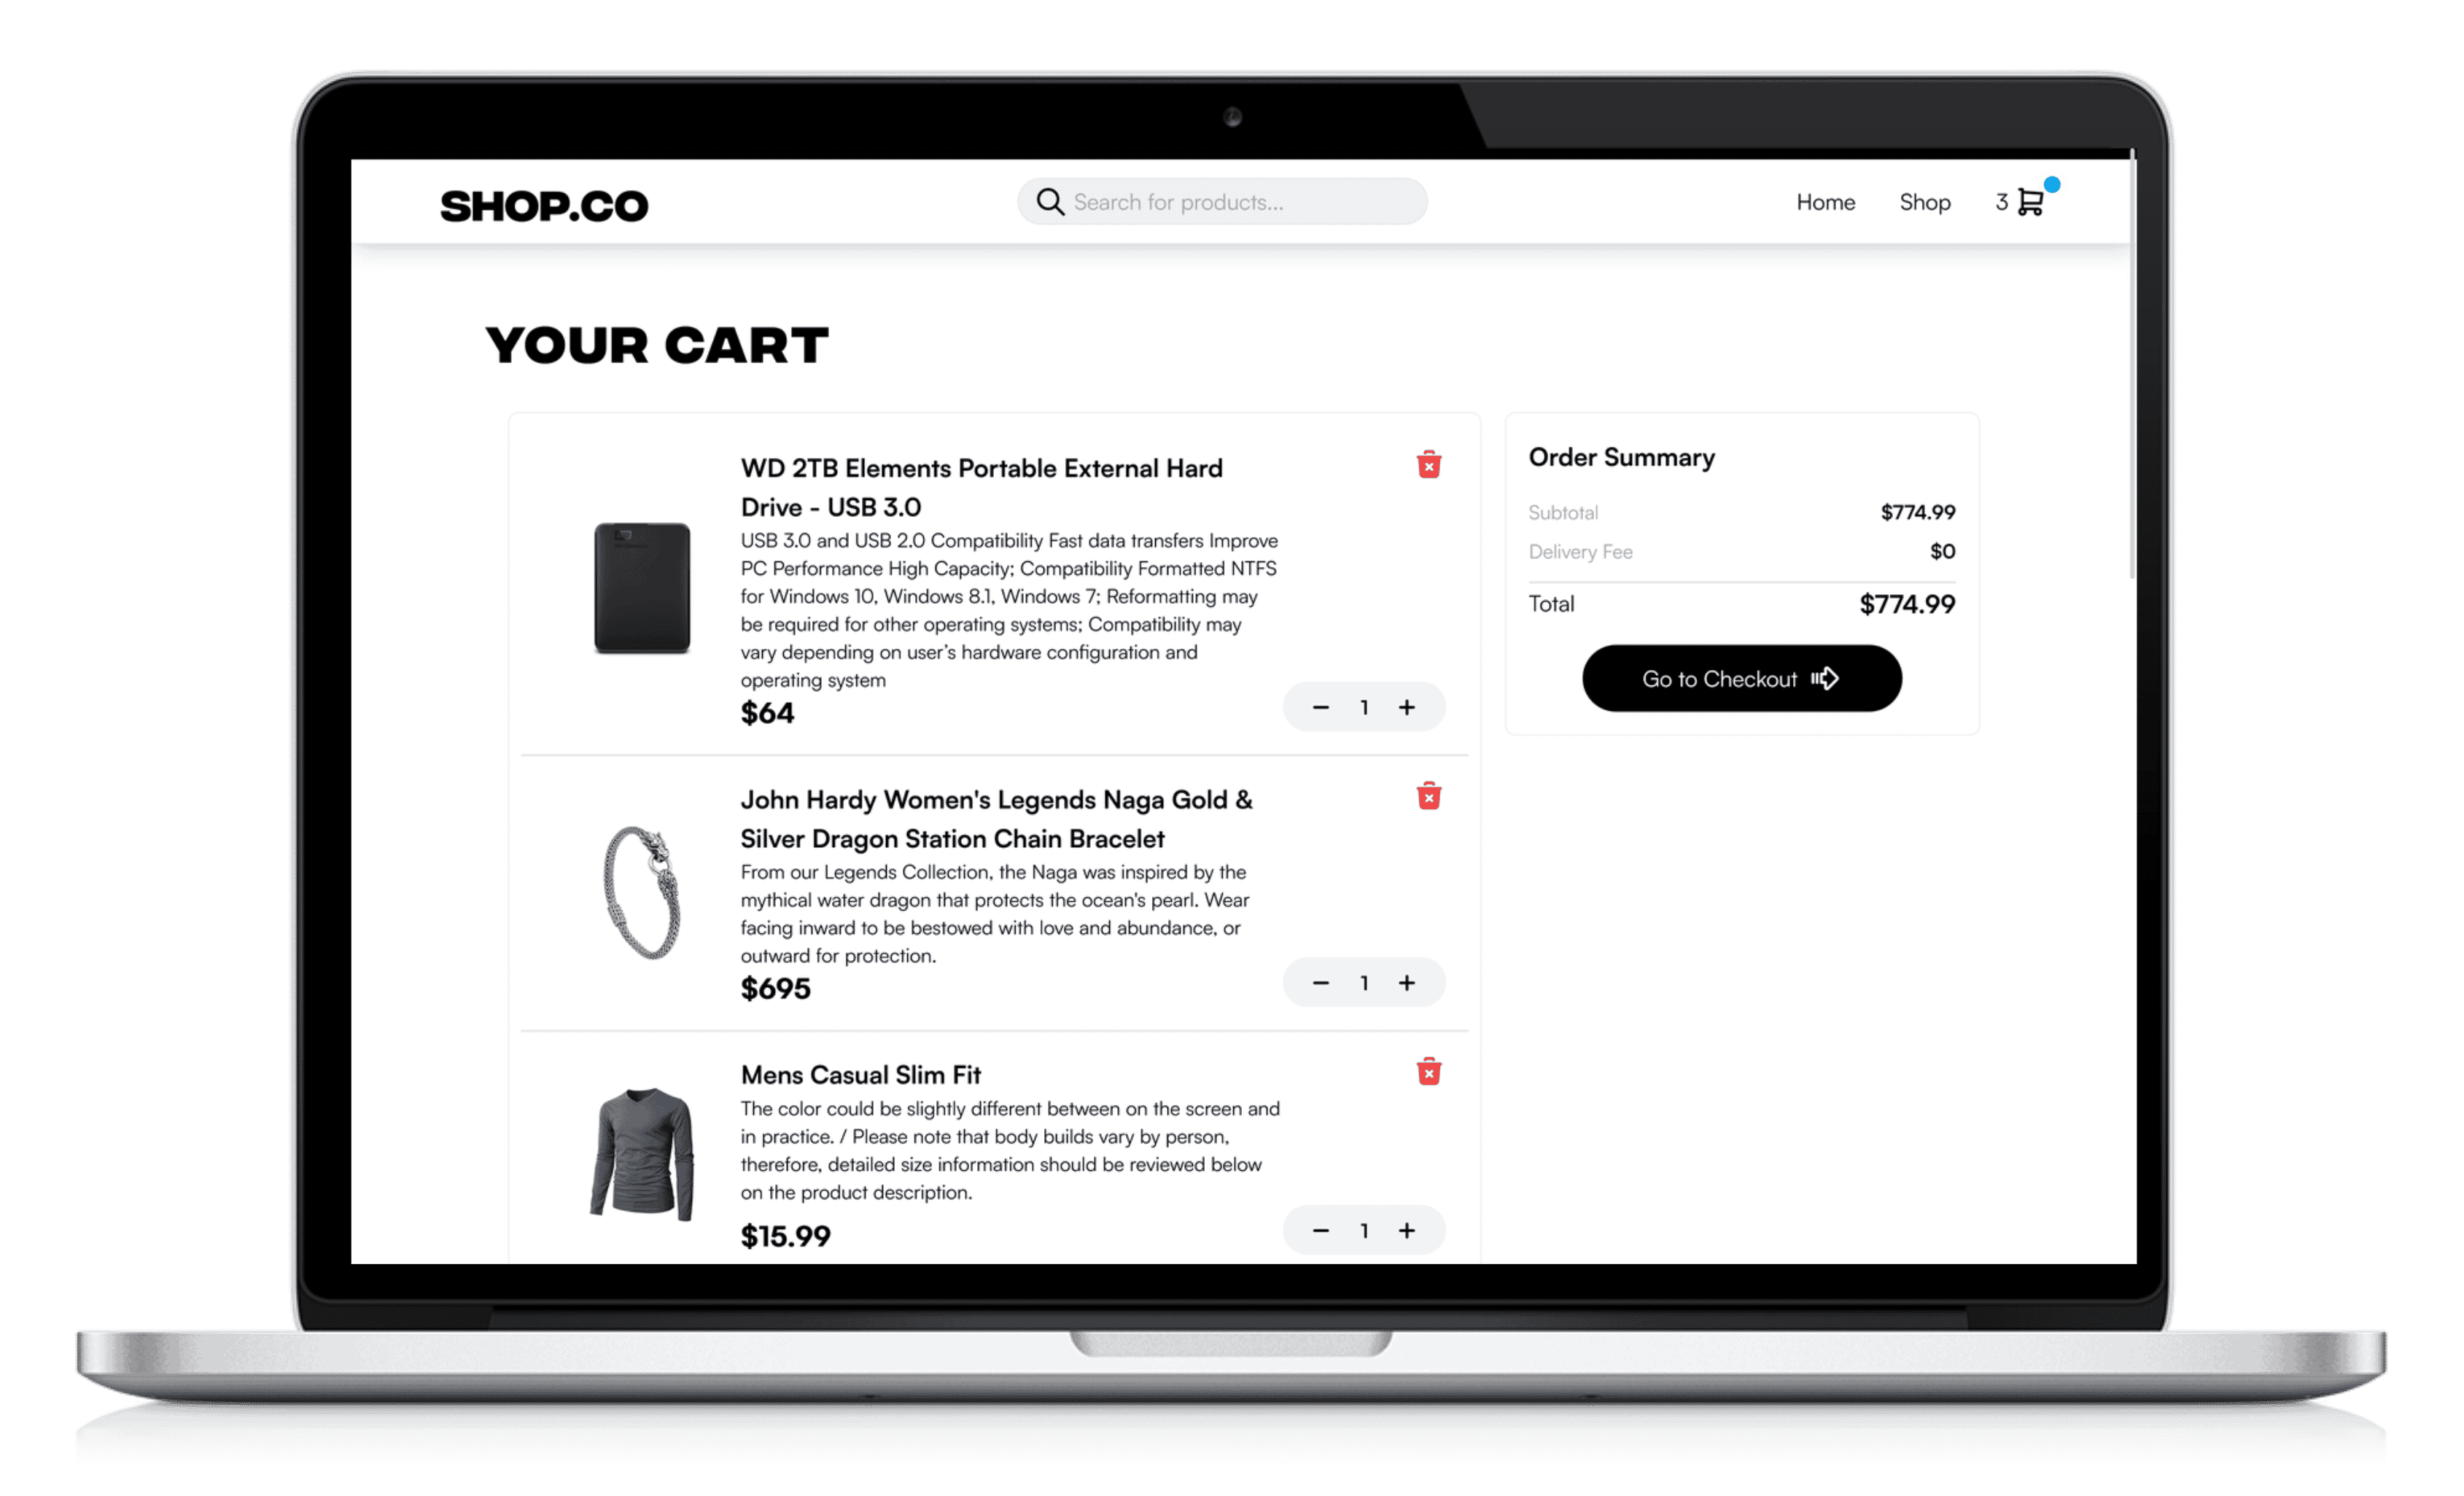 SHOP.CO
Search for products...
Home
Shop
3
YOUR CART
WD 2TB Elements Portable External Hard
Drive - USB 3.0
USB 3.0 and USB 2.0 Compatibility Fast data transfers Improve
PC Performance High Capacity; Compatibility Formatted NTFS
for Windows 10, Windows 8.1, Windows 7; Reformatting may
be required for other operating systems; Compatibility may
vary depending on user’s hardware configuration and
operating system
$64
1
John Hardy Women's Legends Naga Gold &
Silver Dragon Station Chain Bracelet
From our Legends Collection, the Naga was inspired by the
mythical water dragon that protects the ocean's pearl. Wear
facing inward to be bestowed with love and abundance, or
outward for protection.
$695
1
Mens Casual Slim Fit
The color could be slightly different between on the screen and
in practice. / Please note that body builds vary by person,
therefore, detailed size information should be reviewed below
on the product description.
$15.99
1
Order Summary
Subtotal $774.99
Delivery Fee $0
Total $774.99
Go to Checkout